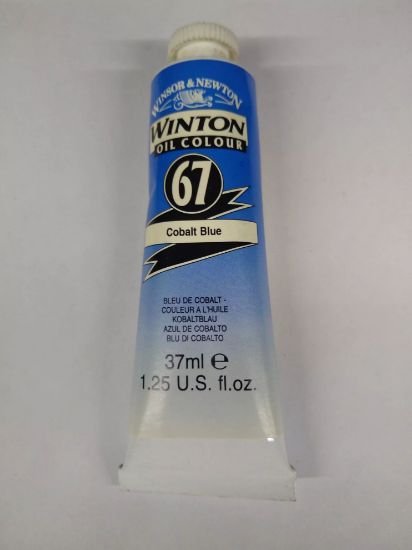 WINSOR & NEWTON
WINTON
OIL COLOUR
67
Cobalt Blue
BLEU DE COBALT -
COULEUR A L'HUILE
KOBALTBLAU
AZUL DE COBALTO
BLU DI COBALTO
37ml e
1.25 U.S. fl.oz.